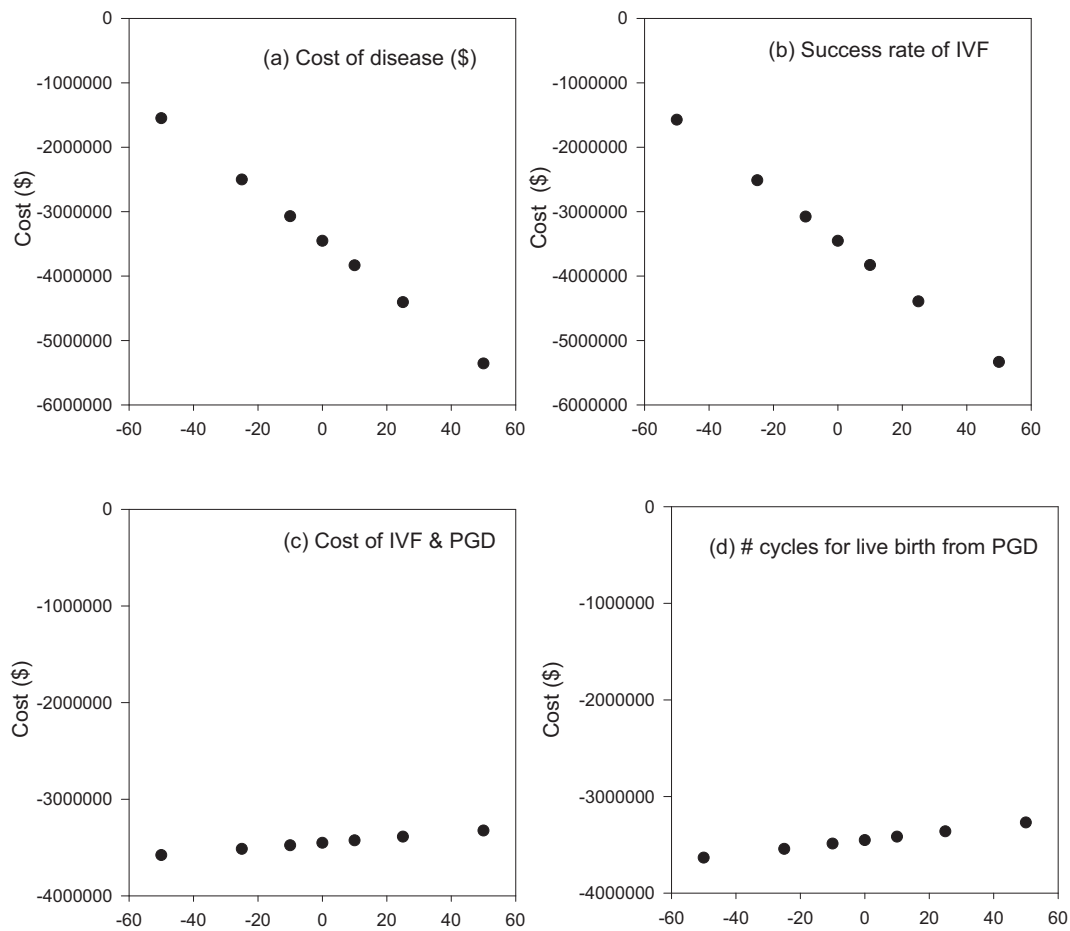 (a) Cost of disease ($)
Cost ($)
0
-1000000
-2000000
-3000000
-4000000
-5000000
-6000000
-60 -40 -20 0 20 40 60
(b) Success rate of IVF
Cost ($)
0
-1000000
-2000000
-3000000
-4000000
-5000000
-6000000
-60 -40 -20 0 20 40 60
(c) Cost of IVF & PGD
Cost ($)
0
-1000000
-2000000
-3000000
-4000000
-60 -40 -20 0 20 40 60
(d) # cycles for live birth from PGD
Cost ($)
0
-1000000
-2000000
-3000000
-4000000
-60 -40 -20 0 20 40 60